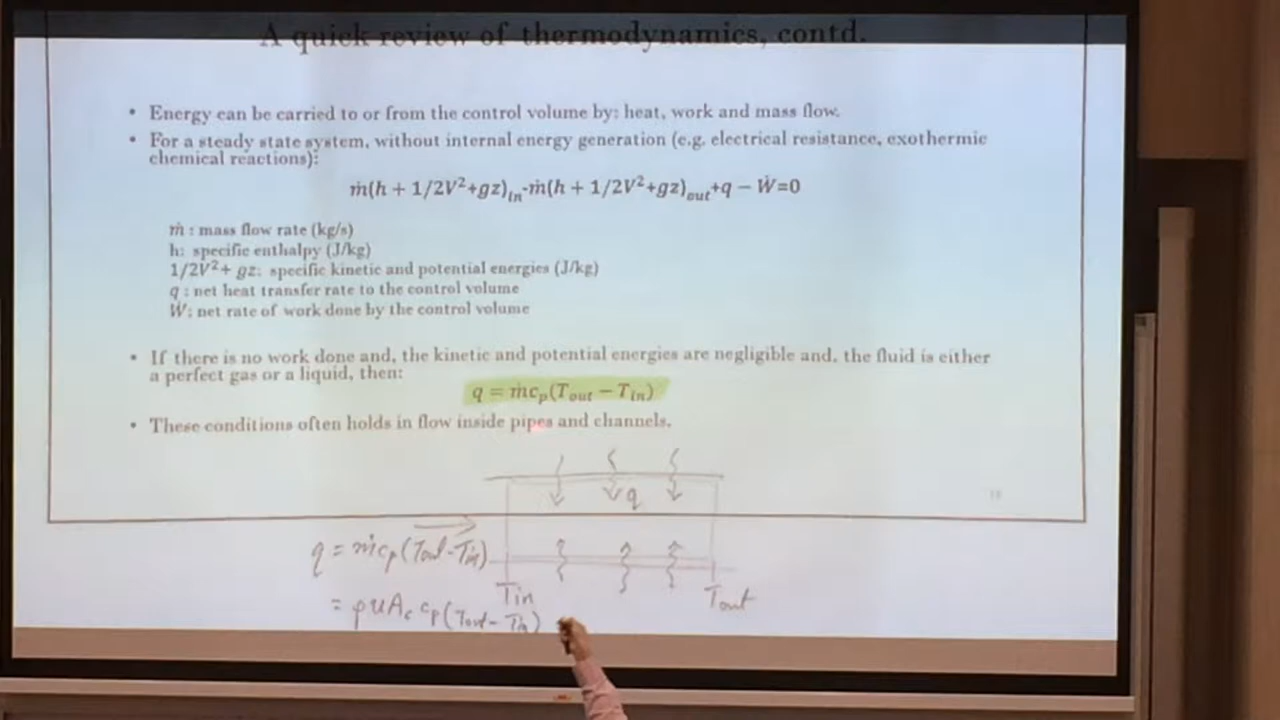 A quick review of thermodynamics, contd.
• Energy can be carried to or from the control volume by: heat, work and mass flow.
• For a steady state system, without internal energy generation (e.g. electrical resistance, exothermic
chemical reactions):
ṁ(h + 1/2V²+gz)ᵢₙ-ṁ(h + 1/2V²+gz)ₒᵤₜ+q − Ẇ=0
ṁ : mass flow rate (kg/s)
h: specific enthalpy (J/kg)
1/2V²+ gz: specific kinetic and potential energies (J/kg)
q : net heat transfer rate to the control volume
Ẇ: net rate of work done by the control volume
• If there is no work done and, the kinetic and potential energies are negligible and, the fluid is either
a perfect gas or a liquid, then:
q = ṁcₚ(Tₒᵤₜ − Tᵢₙ)
• These conditions often holds in flow inside pipes and channels.
q
q = ṁcₚ(Tout-Tin)
Tin
Tout
= ρuA_c cₚ(Tout-Tin)